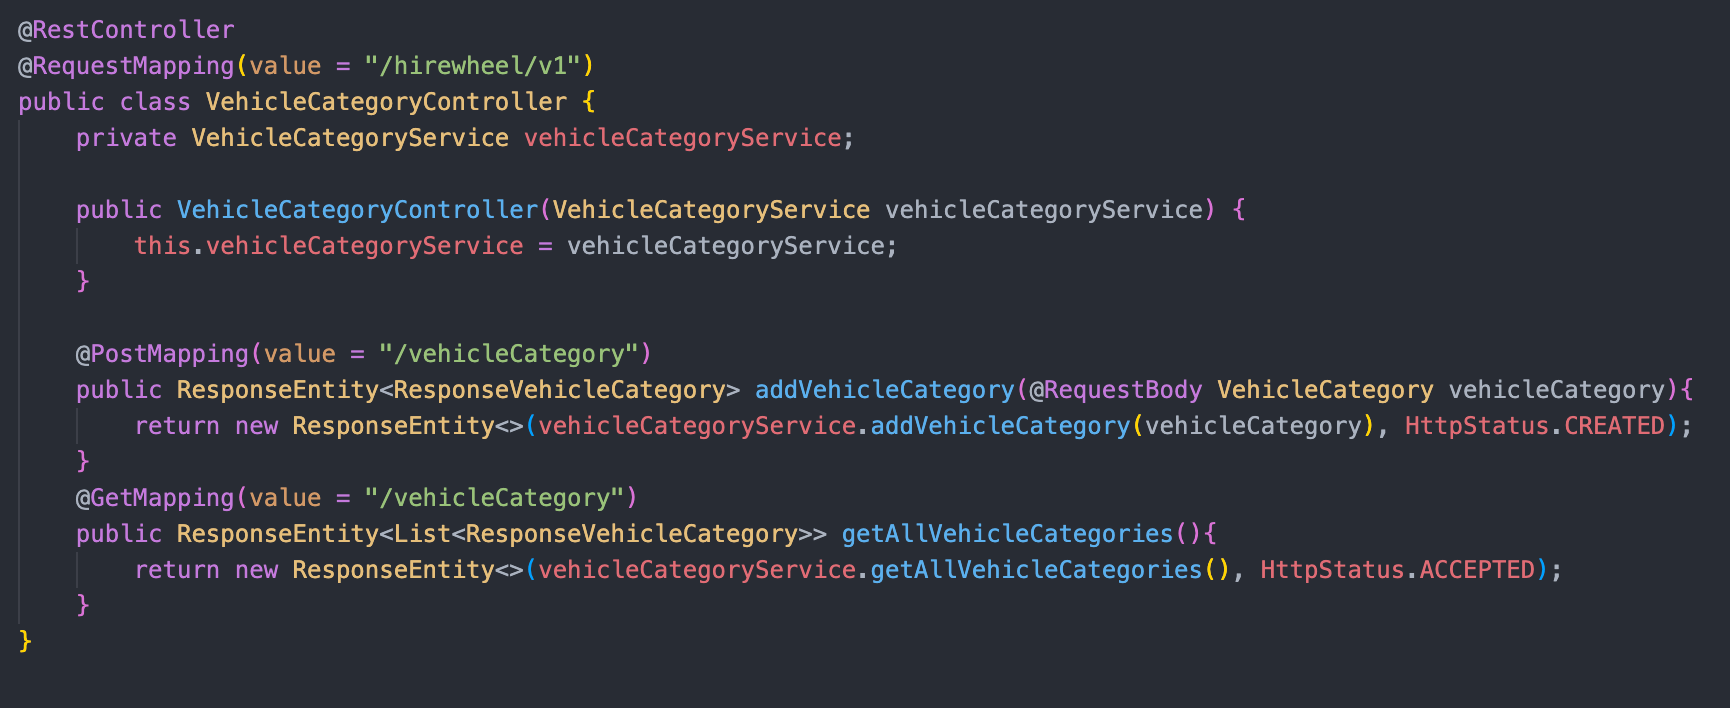 @RestController
@RequestMapping(value = "/hirewheel/v1")
public class VehicleCategoryController {
    private VehicleCategoryService vehicleCategoryService;

    public VehicleCategoryController(VehicleCategoryService vehicleCategoryService) {
        this.vehicleCategoryService = vehicleCategoryService;
    }

    @PostMapping(value = "/vehicleCategory")
    public ResponseEntity<ResponseVehicleCategory> addVehicleCategory(@RequestBody VehicleCategory vehicleCategory){
        return new ResponseEntity<>(vehicleCategoryService.addVehicleCategory(vehicleCategory), HttpStatus.CREATED);
    }
    @GetMapping(value = "/vehicleCategory")
    public ResponseEntity<List<ResponseVehicleCategory>> getAllVehicleCategories(){
        return new ResponseEntity<>(vehicleCategoryService.getAllVehicleCategories(), HttpStatus.ACCEPTED);
    }
}